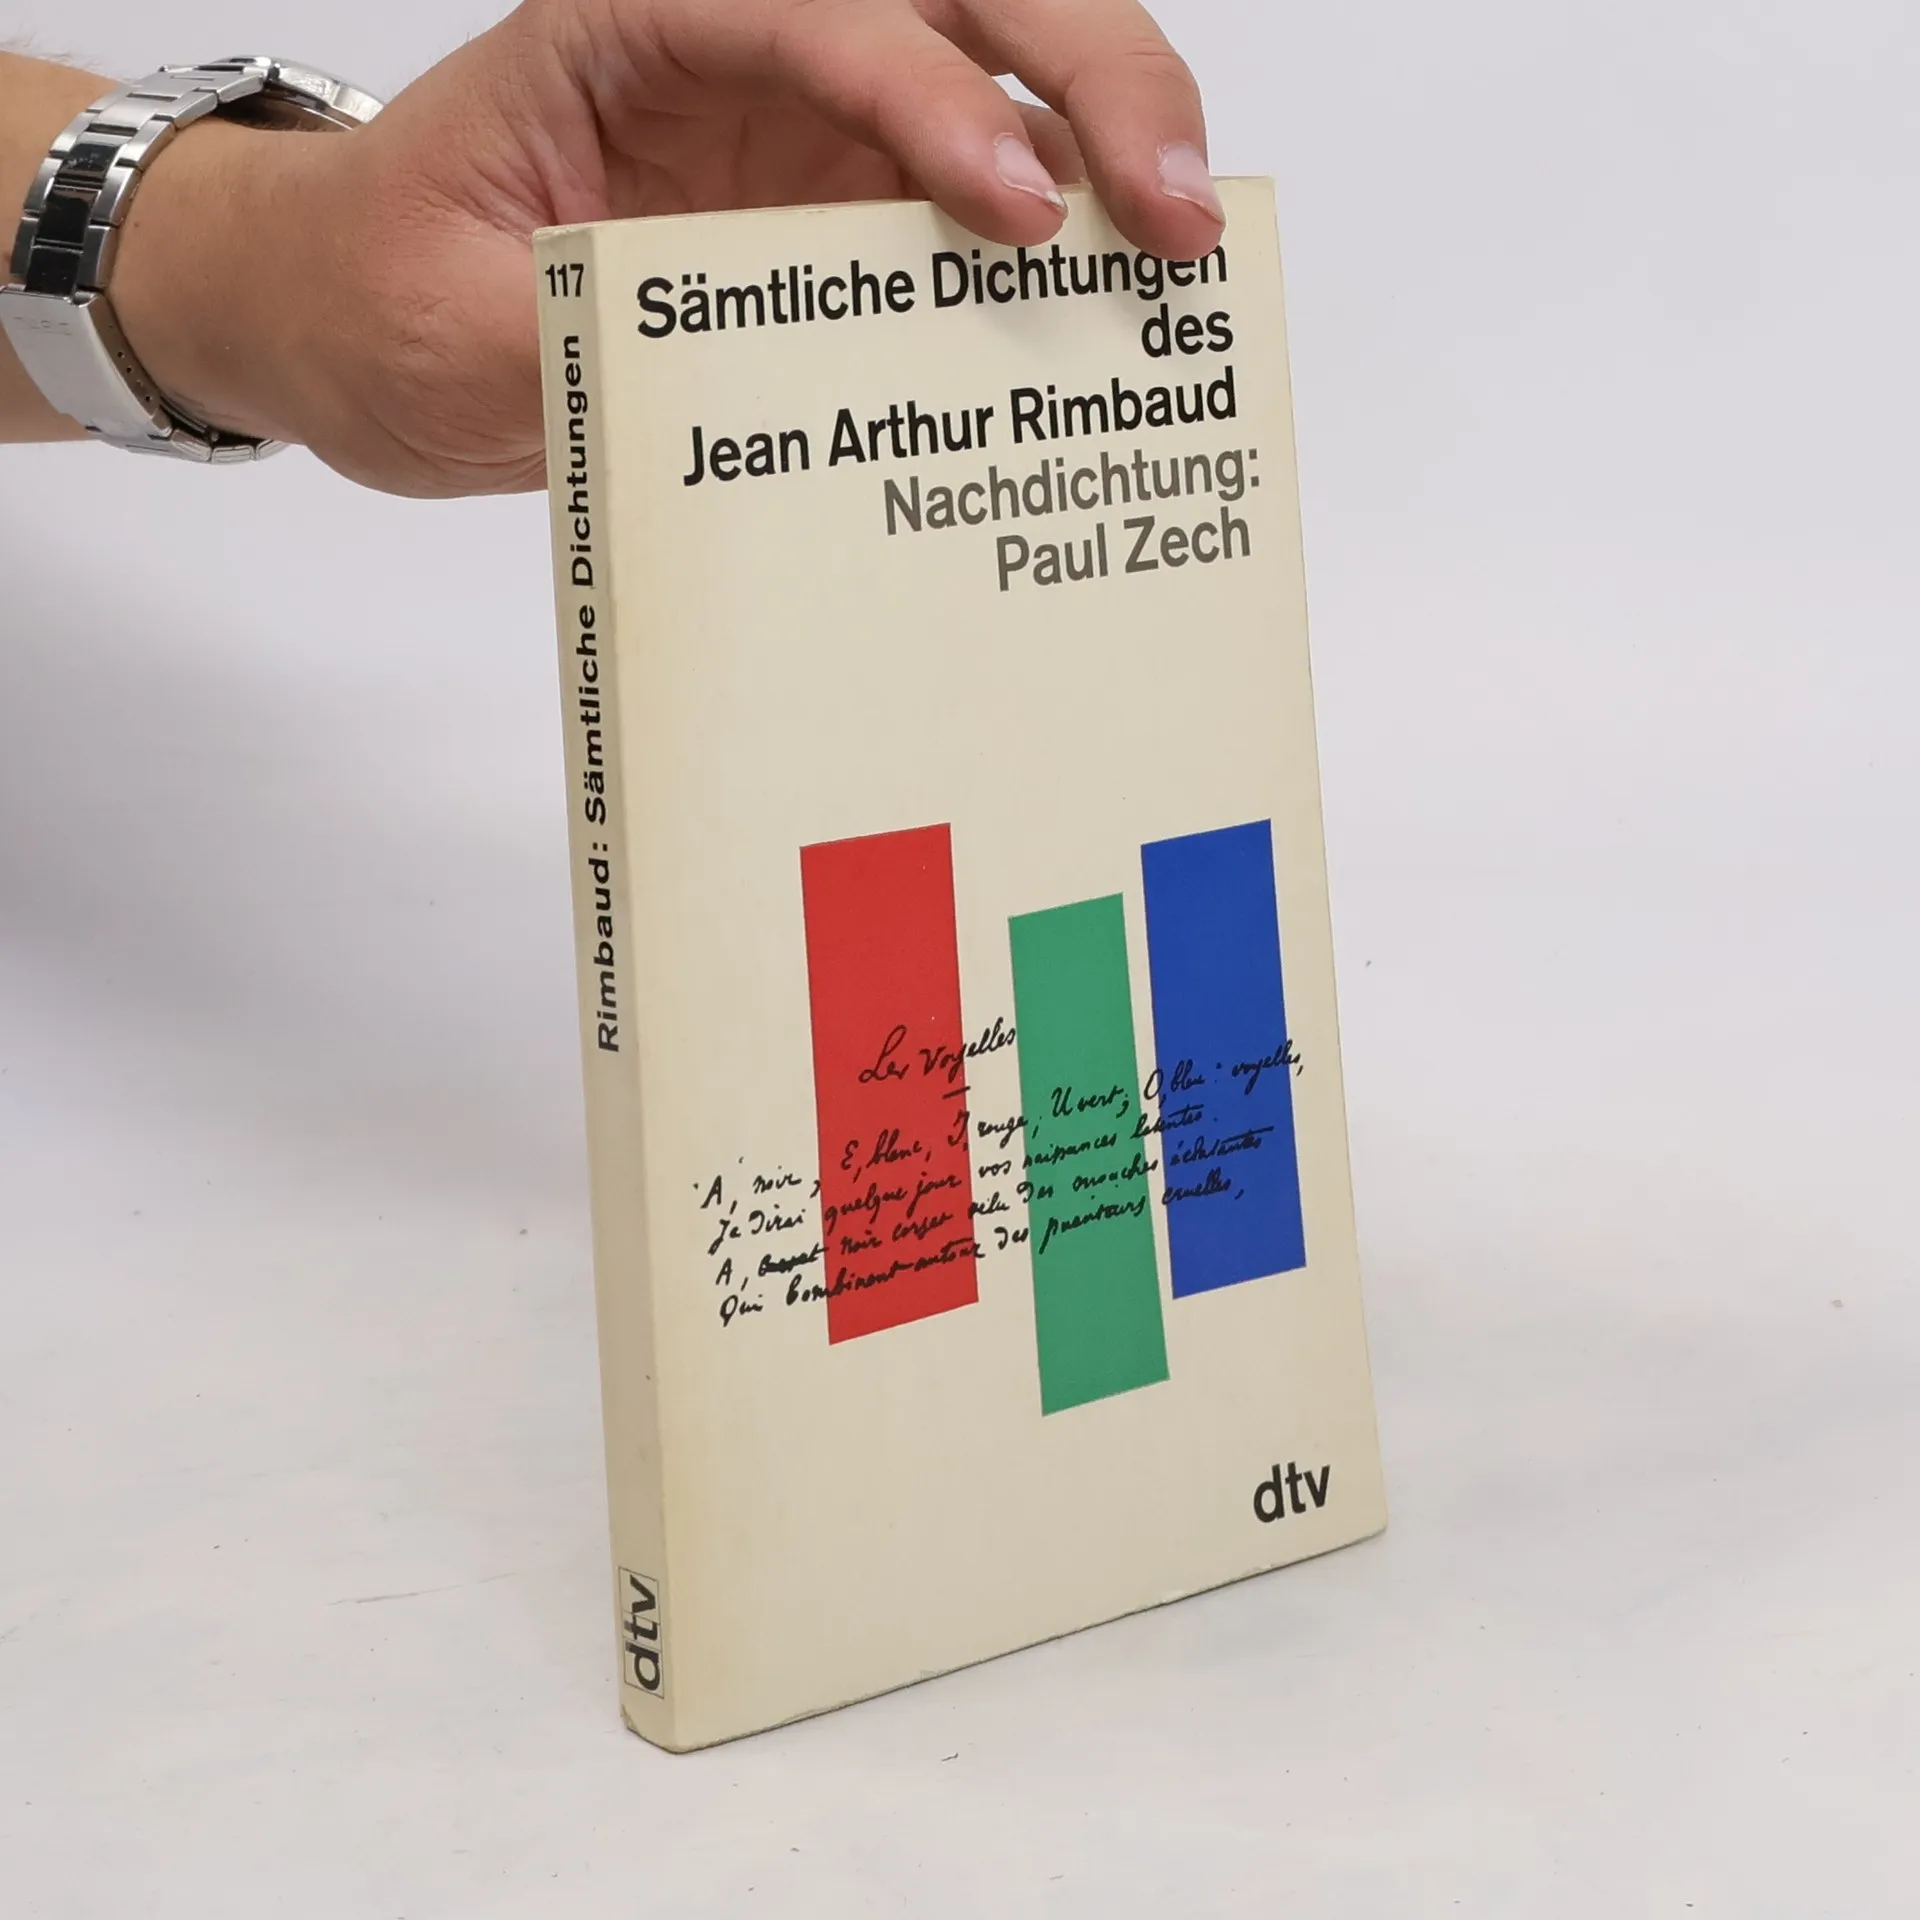 117
Rimbaud: Sämtliche Dichtungen
dtv
Sämtliche Dichtungen
des
Jean Arthur Rimbaud
Nachdichtung:
Paul Zech
Les Voyelles
A, noir, E, blanc, I, rouge, U vert; O, bleu: voyelles,
Je dirai quelque jour vos naissances latentes.
A, noir corset velu des mouches éclatantes
Qui bombinent autour des puanteurs cruelles,
dtv